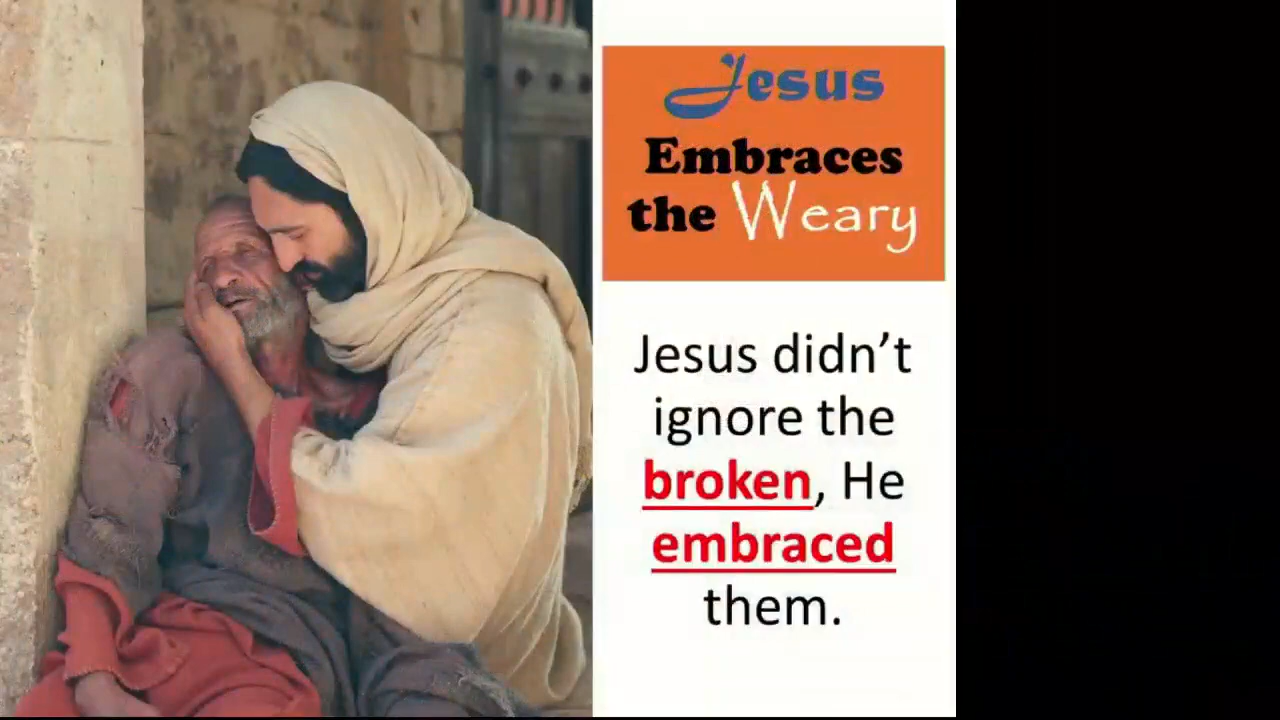 Jesus
Embraces
the Weary
Jesus didn’t
ignore the
broken, He
embraced
them.